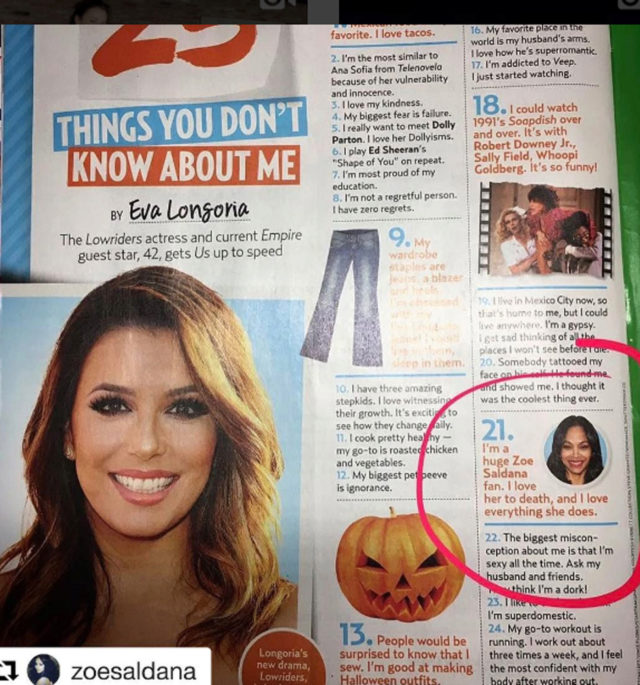 25
THINGS YOU DON'T
KNOW ABOUT ME
BY Eva Longoria
The Lowriders actress and current Empire
guest star, 42, gets Us up to speed
favorite. I love tacos.
2. I'm the most similar to
Ana Sofia from Telenovela
because of her vulnerability
and innocence.
3. I love my kindness.
4. My biggest fear is failure.
5. I really want to meet Dolly
Parton. I love her Dollyisms.
6. I play Ed Sheeran's
"Shape of You" on repeat.
7. I'm most proud of my
education.
8. I'm not a regretful person.
I have zero regrets.
9. My
wardrobe
staples are
jeans, a blazer
and heels.
I'm obsessed
with my
them,
sleep in them.
10. I have three amazing
stepkids. I love witnessing
their growth. It's exciting to
see how they change daily.
11. I cook pretty healthy —
my go-to is roasted chicken
and vegetables.
12. My biggest pet peeve
is ignorance.
13. People would be
surprised to know that I
sew. I'm good at making
Halloween outfits.
16. My favorite place in the
world is my husband's arms.
I love how he's superromantic.
17. I'm addicted to Veep.
I just started watching.
18. I could watch
1991's Soapdish over
and over. It's with
Robert Downey Jr.,
Sally Field, Whoopi
Goldberg. It's so funny!
19. I live in Mexico City now, so
that's home to me, but I could
live anywhere. I'm a gypsy.
I get sad thinking of all the
places I won't see before I die.
20. Somebody tattooed my
face on his self. He found me
and showed me. I thought it
was the coolest thing ever.
21.
I'm a
huge Zoe
Saldana
fan. I love
her to death, and I love
everything she does.
22. The biggest miscon-
ception about me is that I'm
sexy all the time. Ask my
husband and friends.
think I'm a dork!
23. I like
I'm superdomestic.
24. My go-to workout is
running. I work out about
three times a week, and I feel
the most confident with my
body after working out.
Longoria's
new drama,
Lowriders,
zoesaldana